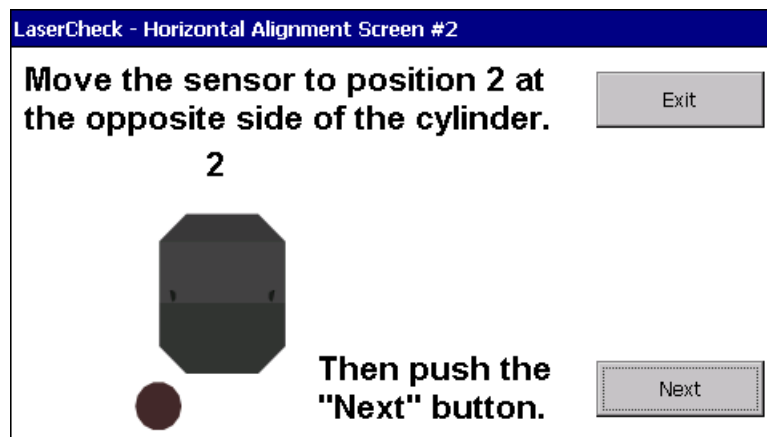 LaserCheck - Horizontal Alignment Screen #2
Move the sensor to position 2 at
the opposite side of the cylinder.
Exit
2
Then push the
"Next" button.
Next